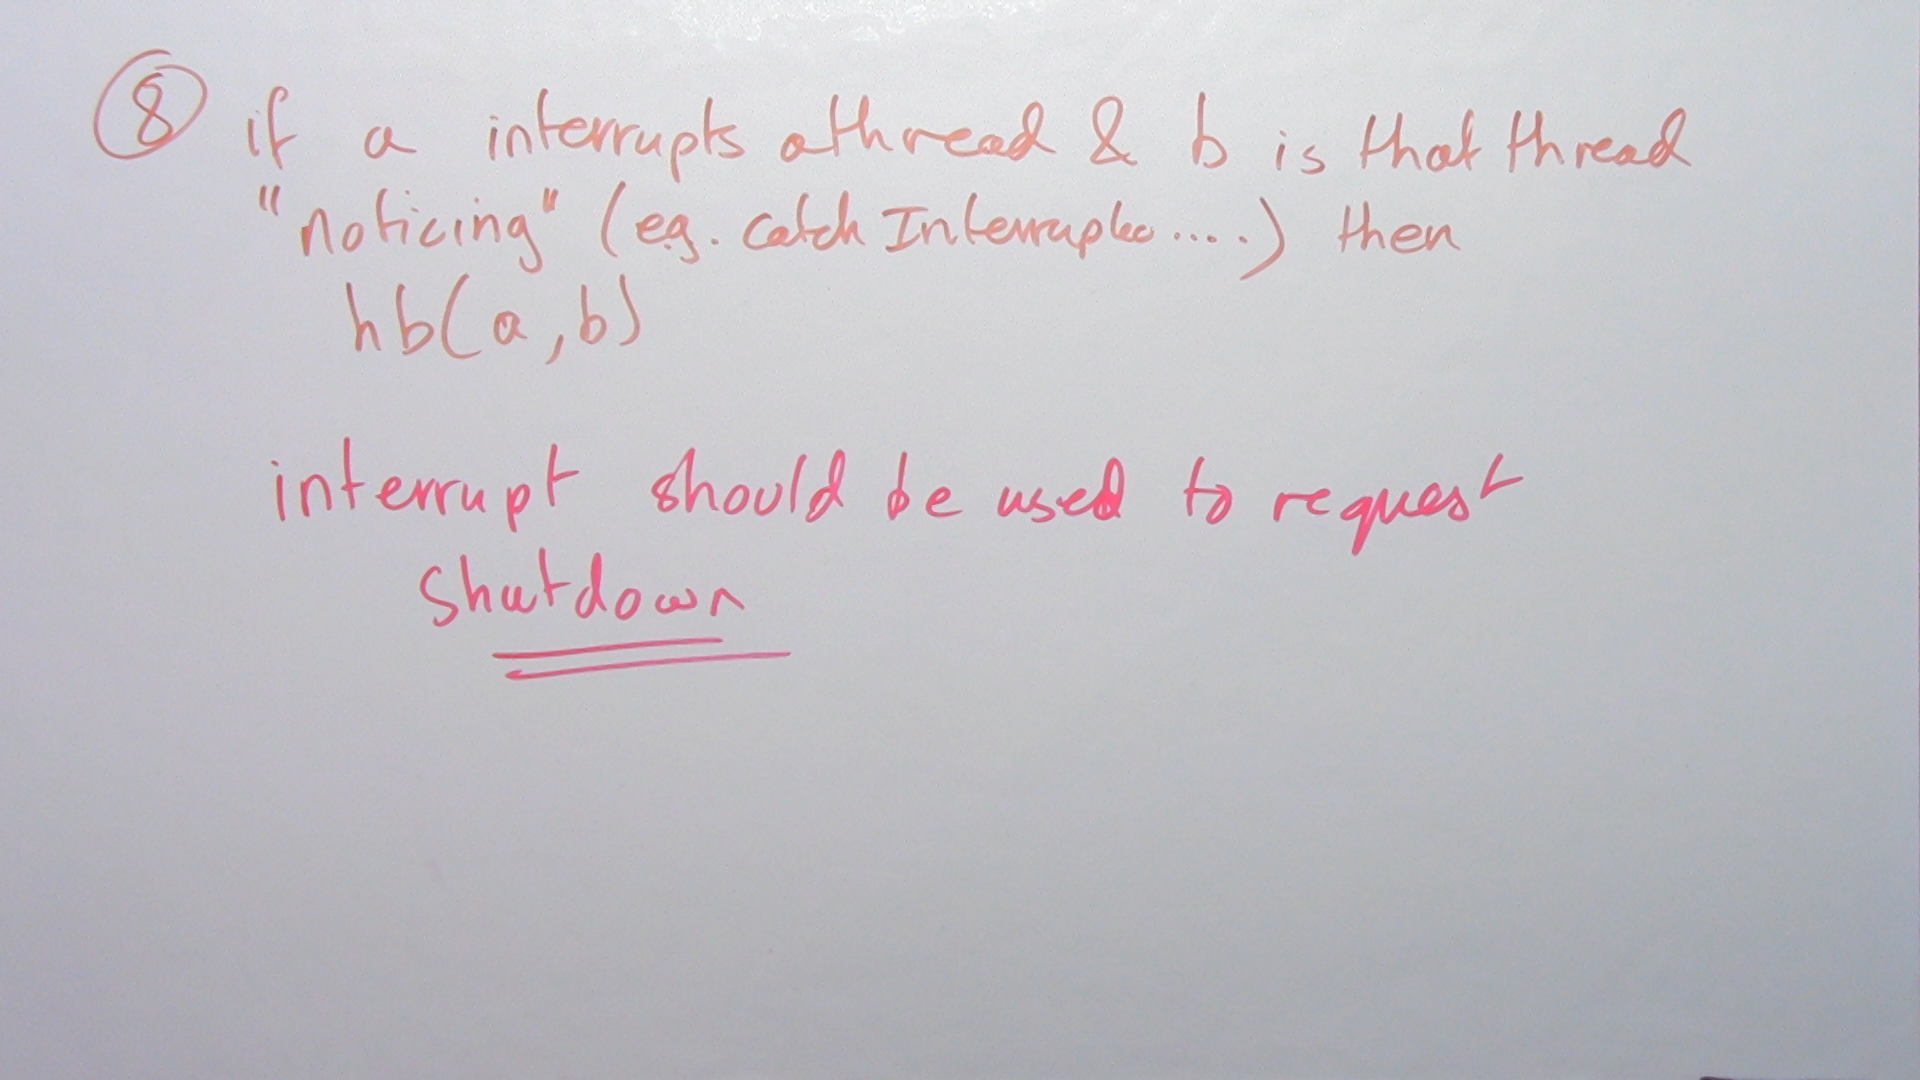 8 if a interrupts a thread & b is that thread
"noticing" (eg. catch Interrupte....) then
hb(a,b)
interrupt should be used to request
shutdown